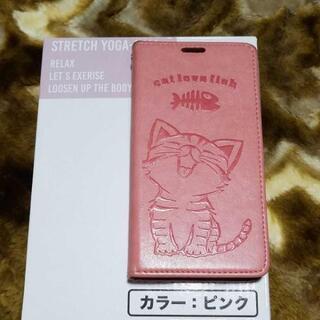 STRETCH YOGA
RELAX
LET'S EXERISE
LOOSEN UP THE BODY
cat love fish
カラー：ピンク